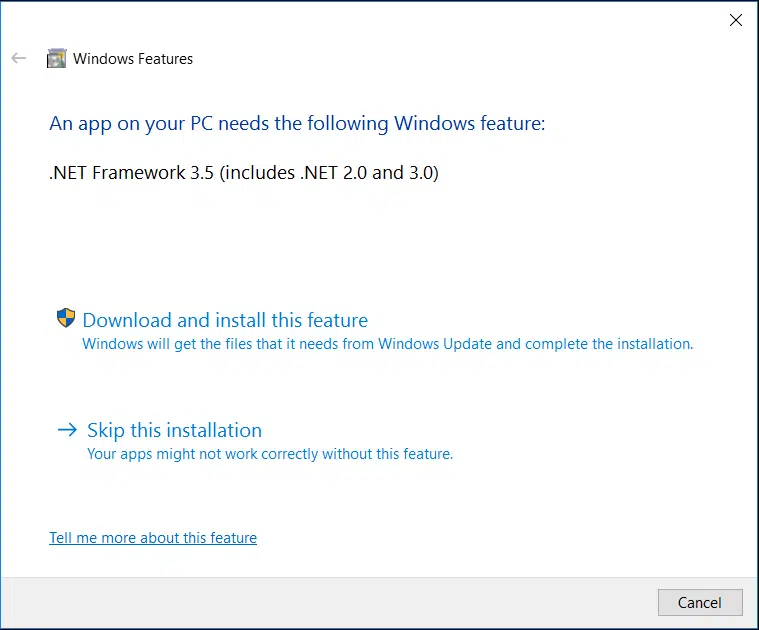 Windows Features
An app on your PC needs the following Windows feature:
.NET Framework 3.5 (includes .NET 2.0 and 3.0)
Download and install this feature
Windows will get the files that it needs from Windows Update and complete the installation.
Skip this installation
Your apps might not work correctly without this feature.
Tell me more about this feature
Cancel